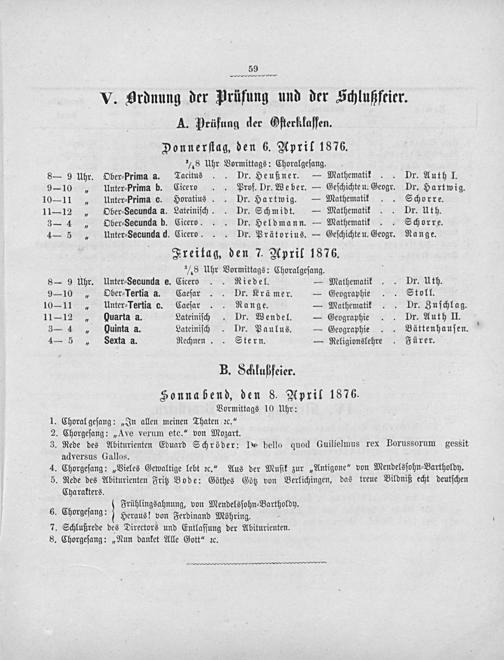 59
V. Ordnung der Prüfung und der Schlußfeier.
A. Prüfung der Osterklassen.
Donnerstag, den 6. April 1876.
³/₄8 Uhr Vormittags: Choralgesang.
8— 9 Uhr. Ober-Prima a. Tacitus . . Dr. Heußner. — Mathematik . . Dr. Auth I.
9—10 „ Unter-Prima b. Cicero . . Prof. Dr. Weber. — Geschichten u. Geogr. Dr. Hartwig.
10—11 „ Unter-Prima c. Horatius . . Dr. Hartwig. — Mathematik . . Schorre.
11—12 „ Ober-Secunda a. Lateinisch . . Dr. Schmidt. — Mathematik . . Dr. Uth.
3— 4 „ Ober-Secunda b. Cicero . . . Dr. Heldmann. — Mathematik . . Schorre.
4— 5 „ Unter-Secunda d. Cicero . . . Dr. Prätorius. — Geschichten u. Geogr. Range.
Freitag, den 7. April 1876.
³/₄8 Uhr Vormittags: Choralgesang.
8— 9 Uhr. Unter-Secunda e. Cicero . . Riedel. — Mathematik . . Dr. Uth.
9—10 „ Ober-Tertia a. Caesar . . Dr. Krämer. — Geographie . . Stoll.
10—11 „ Unter-Tertia c. Caesar . . Range. — Mathematik . . Dr. Zuschlag.
11—12 „ Quarta a. Lateinisch . . Dr. Wendel. — Geographie . . Dr. Auth II.
3— 4 „ Quinta a. Lateinisch . . Dr. Paulus. — Geographie . . Bättenhausen.
4— 5 „ Sexta a. Rechnen . . Stern. — Religionslehre . Fürer.
B. Schlußfeier.
Sonnabend, den 8. April 1876.
Vormittags 10 Uhr:
1. Choralgesang: „In allen meinen Thaten ꝛc.“
2. Chorgesang: „Ave verum etc.“ von Mozart.
3. Rede des Abiturienten Eduard Schröder: De bello quod Guilielmus rex Borussorum gessit
adversus Gallos.
4. Chorgesang: „Vieles Gewaltige lebt ꝛc.“ Aus der Musik zur „Antigone“ von Mendelssohn-Bartholdy.
5. Rede des Abiturienten Fritz Bode: Göthes Götz von Berlichingen, das treue Bildniß echt deutschen
Charakters.
6. Chorgesang: { Frühlingsahnung, von Mendelssohn-Bartholdy.
Heraus! von Ferdinand Möhring.
7. Schlußrede des Directors und Entlassung der Abiturienten.
8. Chorgesang: „Nun danket Alle Gott“ ꝛc.